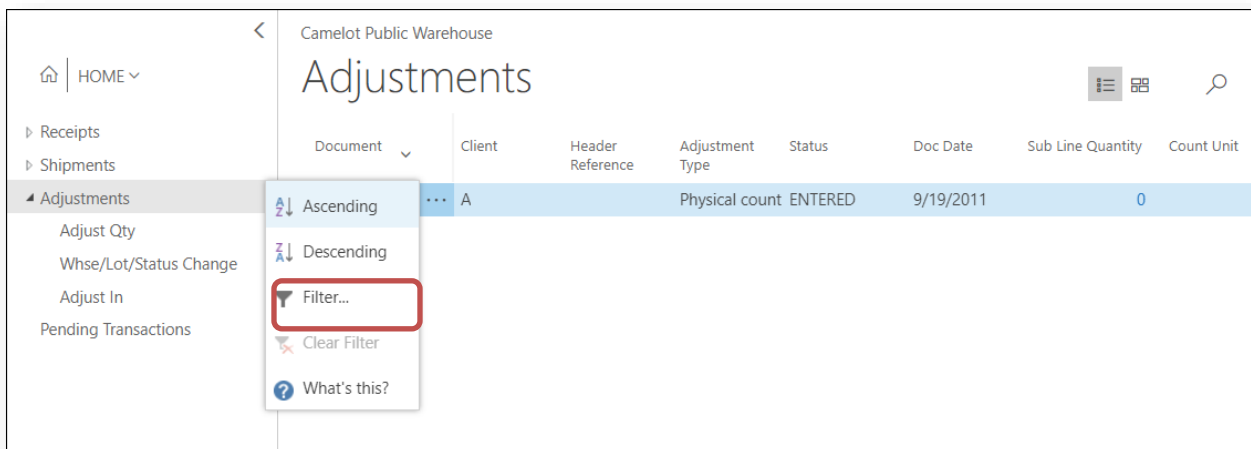 Camelot Public Warehouse
HOME
Adjustments
Receipts
Shipments
Adjustments
Adjust Qty
Whse/Lot/Status Change
Adjust In
Pending Transactions
Document Client Header Reference Adjustment Type Status Doc Date Sub Line Quantity Count Unit
A Physical count ENTERED 9/19/2011 0
Ascending
Descending
Filter...
Clear Filter
What's this?